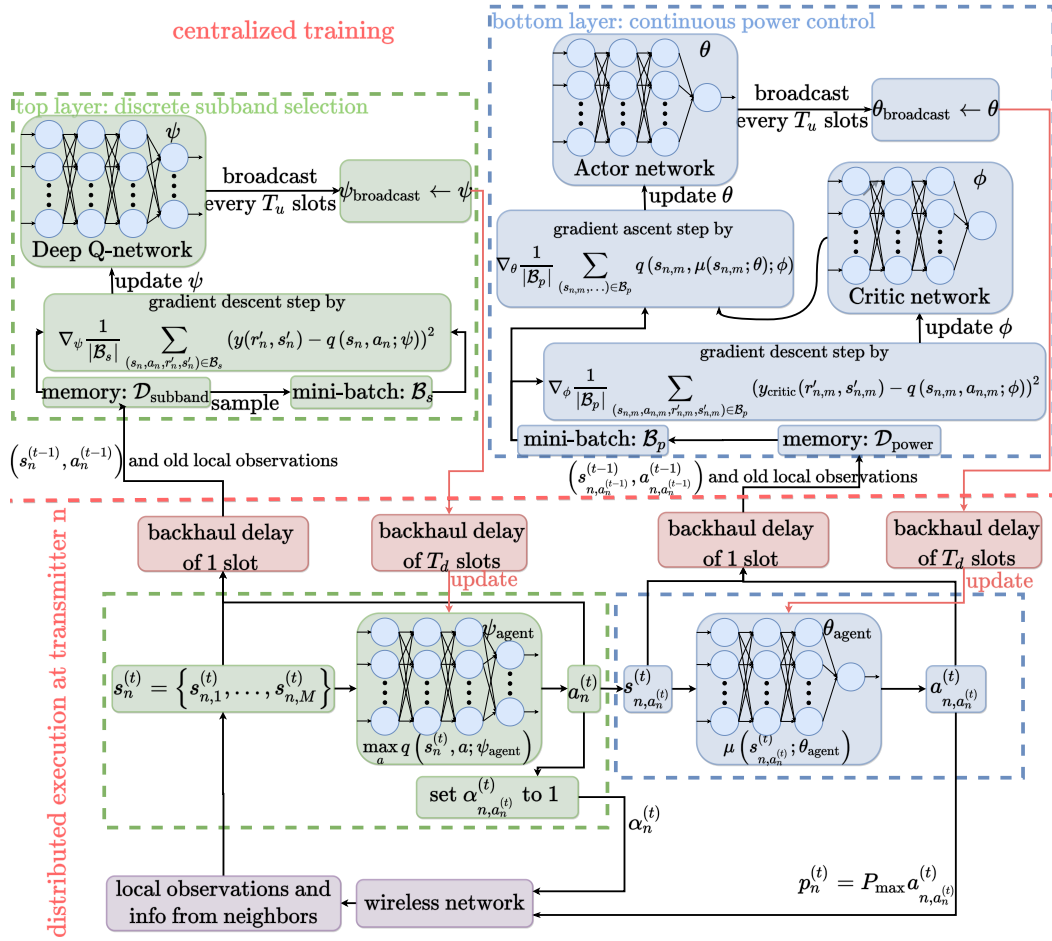 centralized training
bottom layer: continuous power control
θ
Actor network
broadcast
every T_u slots
θ_broadcast ← θ
top layer: discrete subband selection
ψ
Deep Q-network
broadcast
every T_u slots
ψ_broadcast ← ψ
update θ
ϕ
Critic network
gradient ascent step by
∇_θ 1/|B_p| ∑_{(s_{n,m},…)∈B_p} q(s_{n,m}, μ(s_{n,m}; θ); ϕ)
update ψ
update ϕ
gradient descent step by
∇_ψ 1/|B_s| ∑_{(s_n,a_n,r'_n,s'_n)∈B_s} (y(r'_n, s'_n) − q(s_n, a_n; ψ))^2
gradient descent step by
∇_ϕ 1/|B_p| ∑_{(s_{n,m},a_{n,m},r'_{n,m},s'_{n,m})∈B_p} (y_critic(r'_{n,m}, s'_{n,m}) − q(s_{n,m}, a_{n,m}; ϕ))^2
memory: D_subband
sample
mini-batch: B_s
mini-batch: B_p
memory: D_power
(s_n^{(t-1)}, a_n^{(t-1)}) and old local observations
(s_{n,a_n^{(t-1)}}^{(t-1)}, a_{n,a_n^{(t-1)}}^{(t-1)}) and old local observations
distributed execution at transmitter n
backhaul delay
of 1 slot
backhaul delay
of T_d slots
update
backhaul delay
of 1 slot
backhaul delay
of T_d slots
update
s_n^{(t)} = {s_{n,1}^{(t)}, …, s_{n,M}^{(t)}}
ψ_agent
max_a q(s_n^{(t)}, a; ψ_agent)
a_n^{(t)}
s_{n,a_n^{(t)}}^{(t)}
θ_agent
μ(s_{n,a_n^{(t)}}^{(t)}; θ_agent)
a_{n,a_n^{(t)}}^{(t)}
set α_{n,a_n^{(t)}}^{(t)} to 1
α_n^{(t)}
local observations and
info from neighbors
wireless network
p_n^{(t)} = P_max a_{n,a_n^{(t)}}^{(t)}